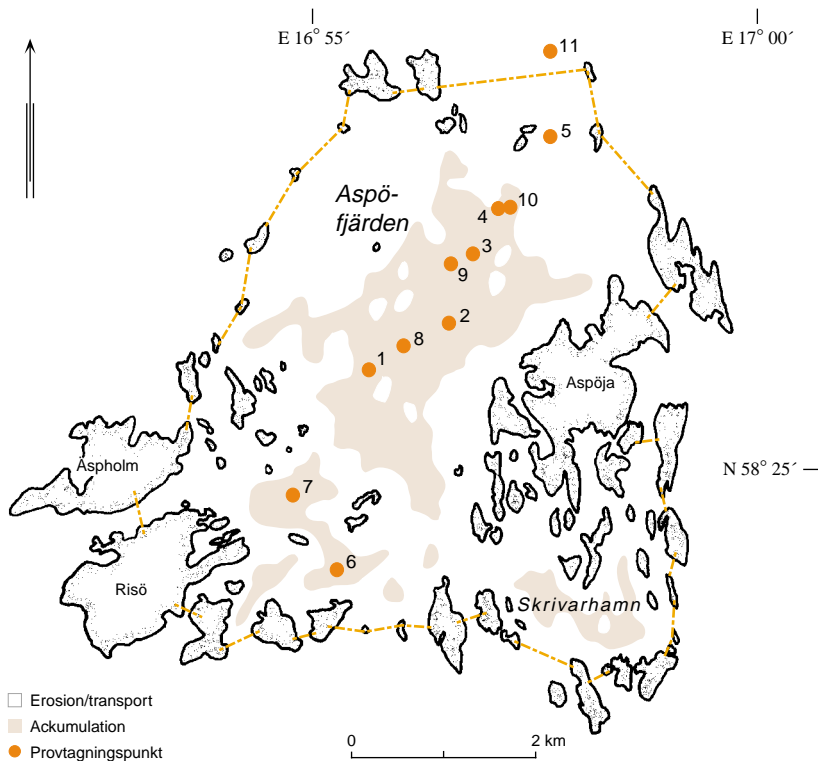 E 16° 55´
E 17° 00´
11
5
Aspö-
fjärden
10
4
3
9
2
8
1
Aspöja
Äspholm
N 58° 25´
7
6
Risö
Skrivarhamn
Erosion/transport
Ackumulation
Provtagningspunkt
0
2 km